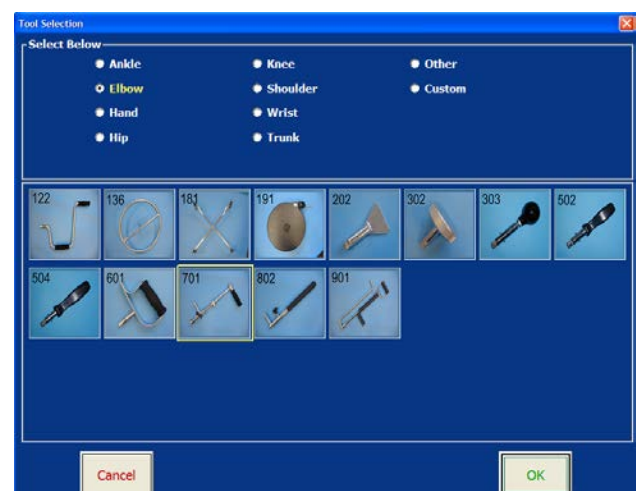 Tool Selection
Select Below
Ankle Knee Other
Elbow Shoulder Custom
Hand Wrist
Hip Trunk
122 136 181 191 202 302 303 502
504 601 701 802 901
Cancel OK